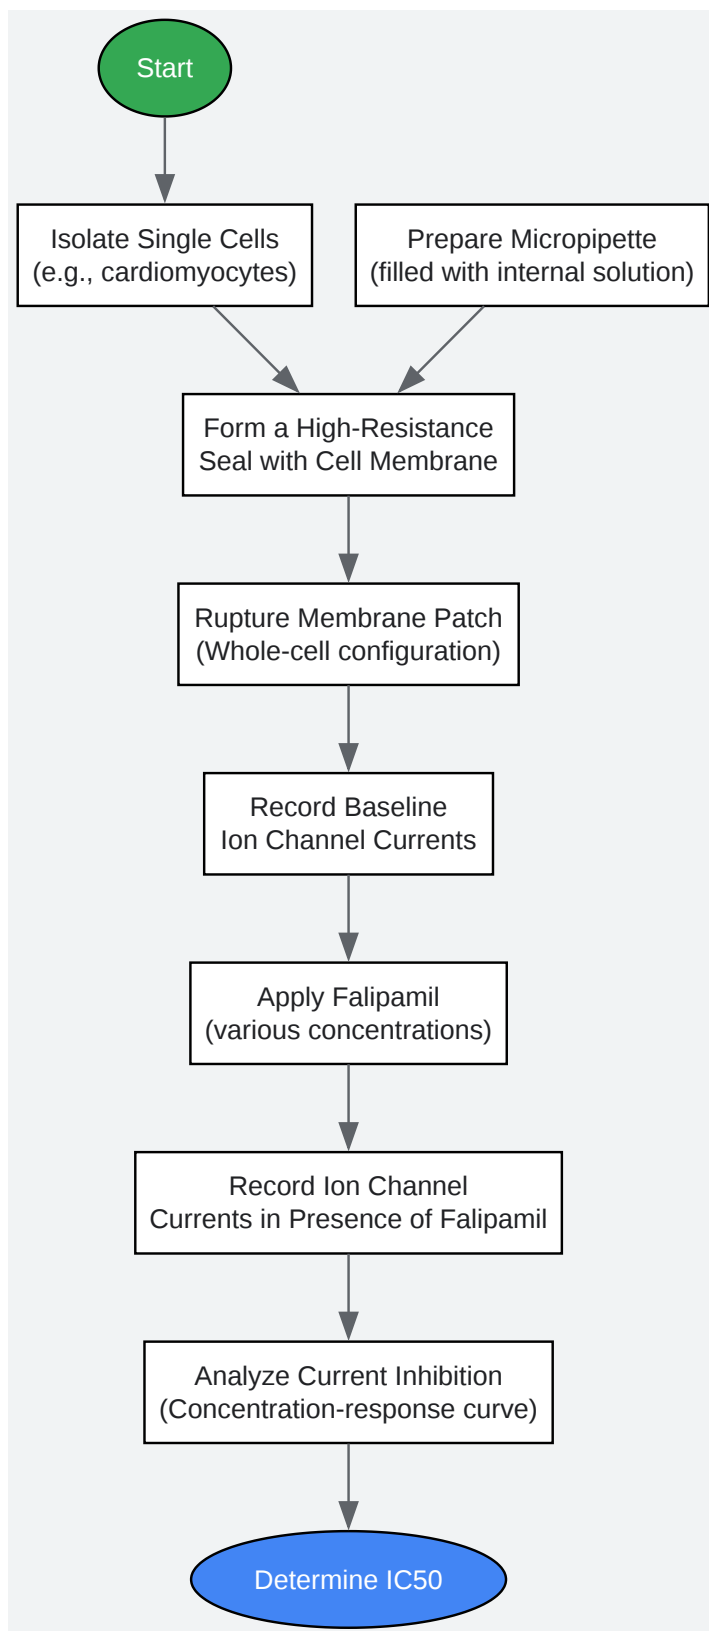 Start
Isolate Single Cells
(e.g., cardiomyocytes)
Prepare Micropipette
(filled with internal solution)
Form a High-Resistance
Seal with Cell Membrane
Rupture Membrane Patch
(Whole-cell configuration)
Record Baseline
Ion Channel Currents
Apply Falipamil
(various concentrations)
Record Ion Channel
Currents in Presence of Falipamil
Analyze Current Inhibition
(Concentration-response curve)
Determine IC50